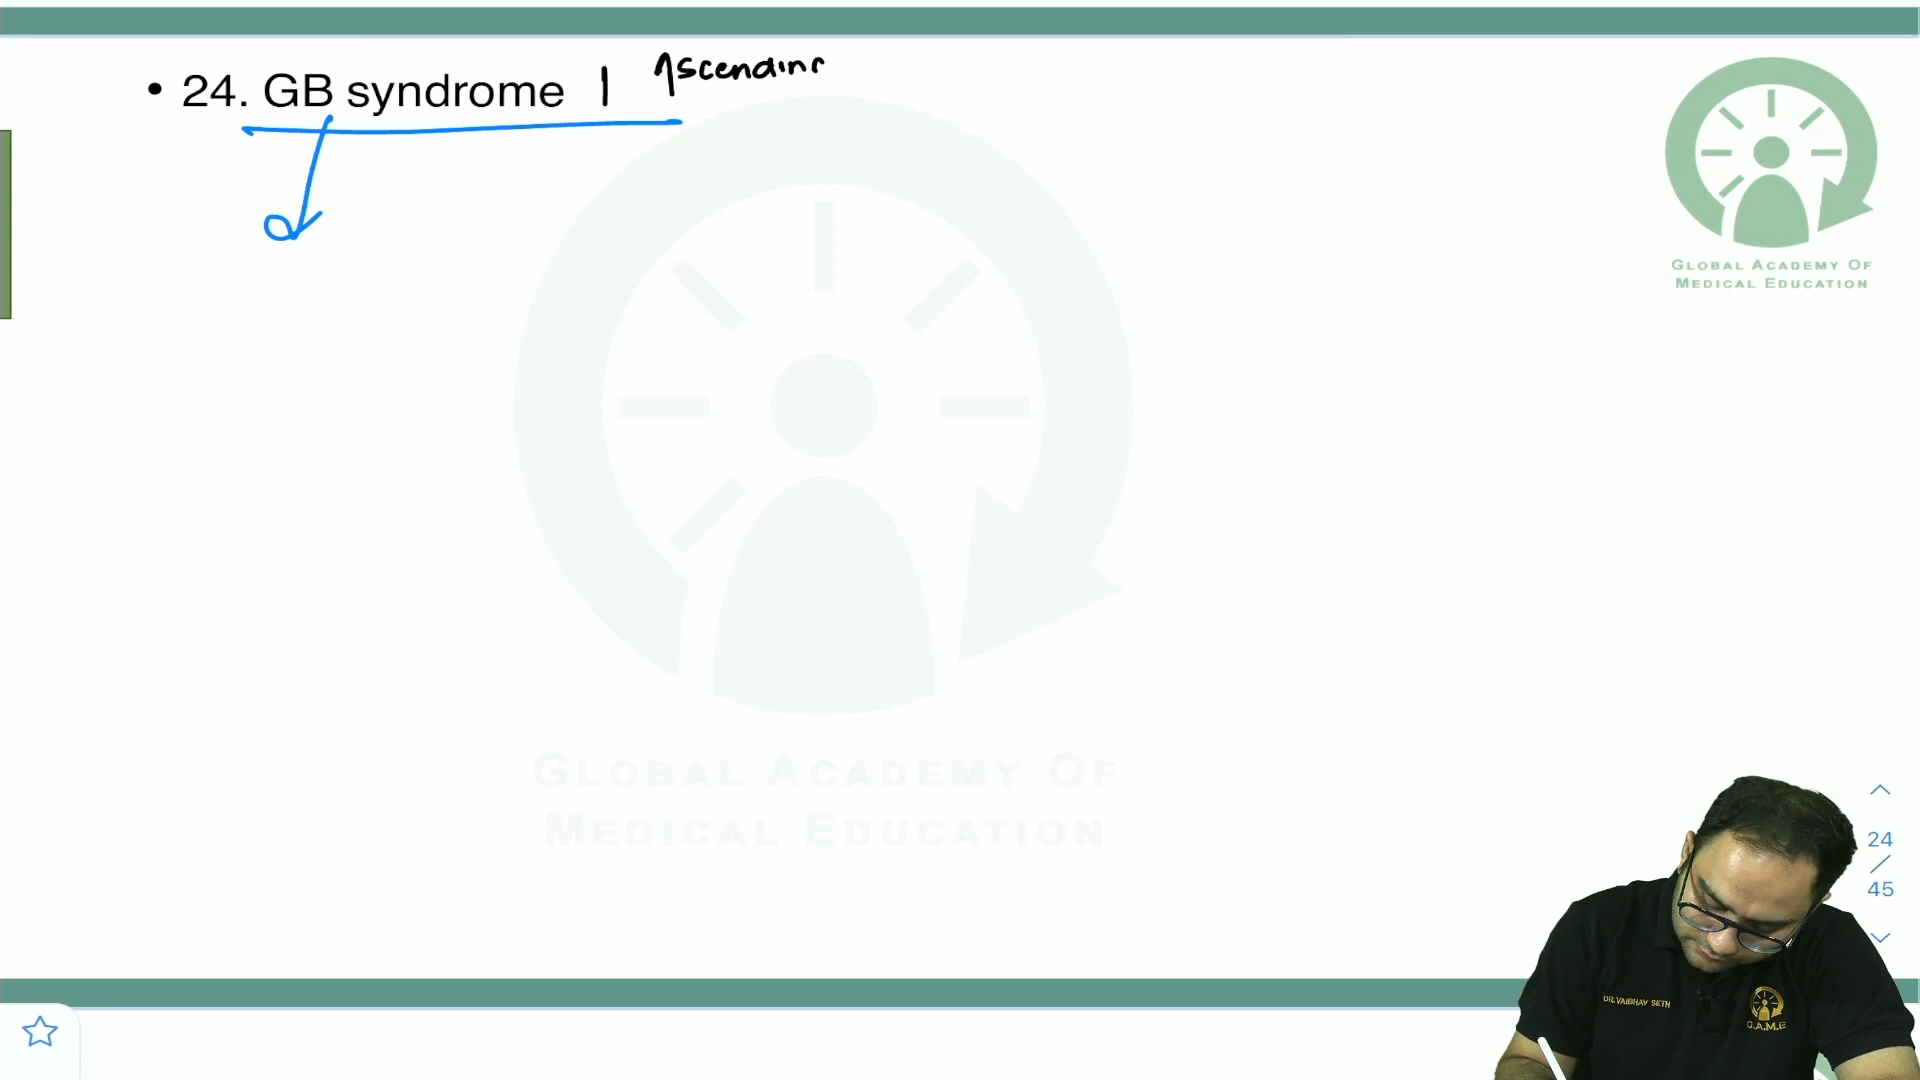 • 24. GB syndrome | Ascending
GLOBAL ACADEMY OF
MEDICAL EDUCATION
GLOBAL ACADEMY OF
MEDICAL EDUCATION
24
/
45
DR.VAIBHAV SETH
G.A.M.E